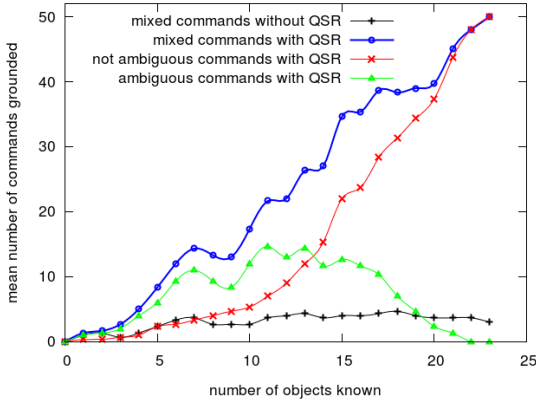 mixed commands without QSR
mixed commands with QSR
not ambiguous commands with QSR
ambiguous commands with QSR
mean number of commands grounded
50
40
30
20
10
0
0 5 10 15 20 25
number of objects known